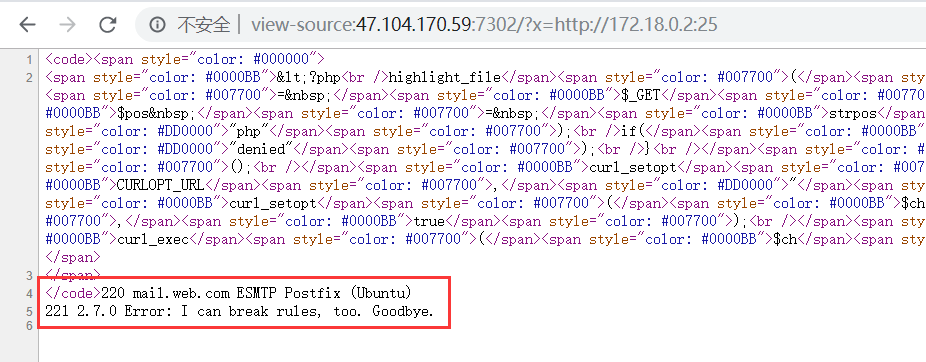 不安全 | view-source:47.104.170.59:7302/?x=http://172.18.0.2:25
1 <code><span style="color: #000000">
2 <span style="color: #0000BB">&lt;?php<br />highlight_file</span><span style="color: #007700">(</span><span style="c
<span style="color: #007700">=&nbsp;</span><span style="color: #0000BB">$_GET</span><span style="color: #00770
#0000BB">$pos&nbsp;</span><span style="color: #007700">=&nbsp;</span><span style="color: #0000BB">strpos</span
style="color: #DD0000">"php"</span><span style="color: #007700">);<br />if(</span><span style="color: #0000BB"
style="color: #DD0000">"denied"</span><span style="color: #007700">);<br />}<br /></span><span style="color: #
style="color: #007700">();<br /></span><span style="color: #0000BB">curl_setopt</span><span style="color: #007
#0000BB">CURLOPT_URL</span><span style="color: #007700">,</span><span style="color: #DD0000">"</span><span sty
#0000BB">curl_setopt</span><span style="color: #007700">(</span><span style="color: #0000BB">$ch</span><span s
#007700">,</span><span style="color: #0000BB">true</span><span style="color: #007700">);<br /></span><span sty
#0000BB">curl_exec</span><span style="color: #007700">(</span><span style="color: #0000BB">$ch</span><span sty
</span>
3 </span>
4 </code>220 mail.web.com ESMTP Postfix (Ubuntu)
5 221 2.7.0 Error: I can break rules, too. Goodbye.
6